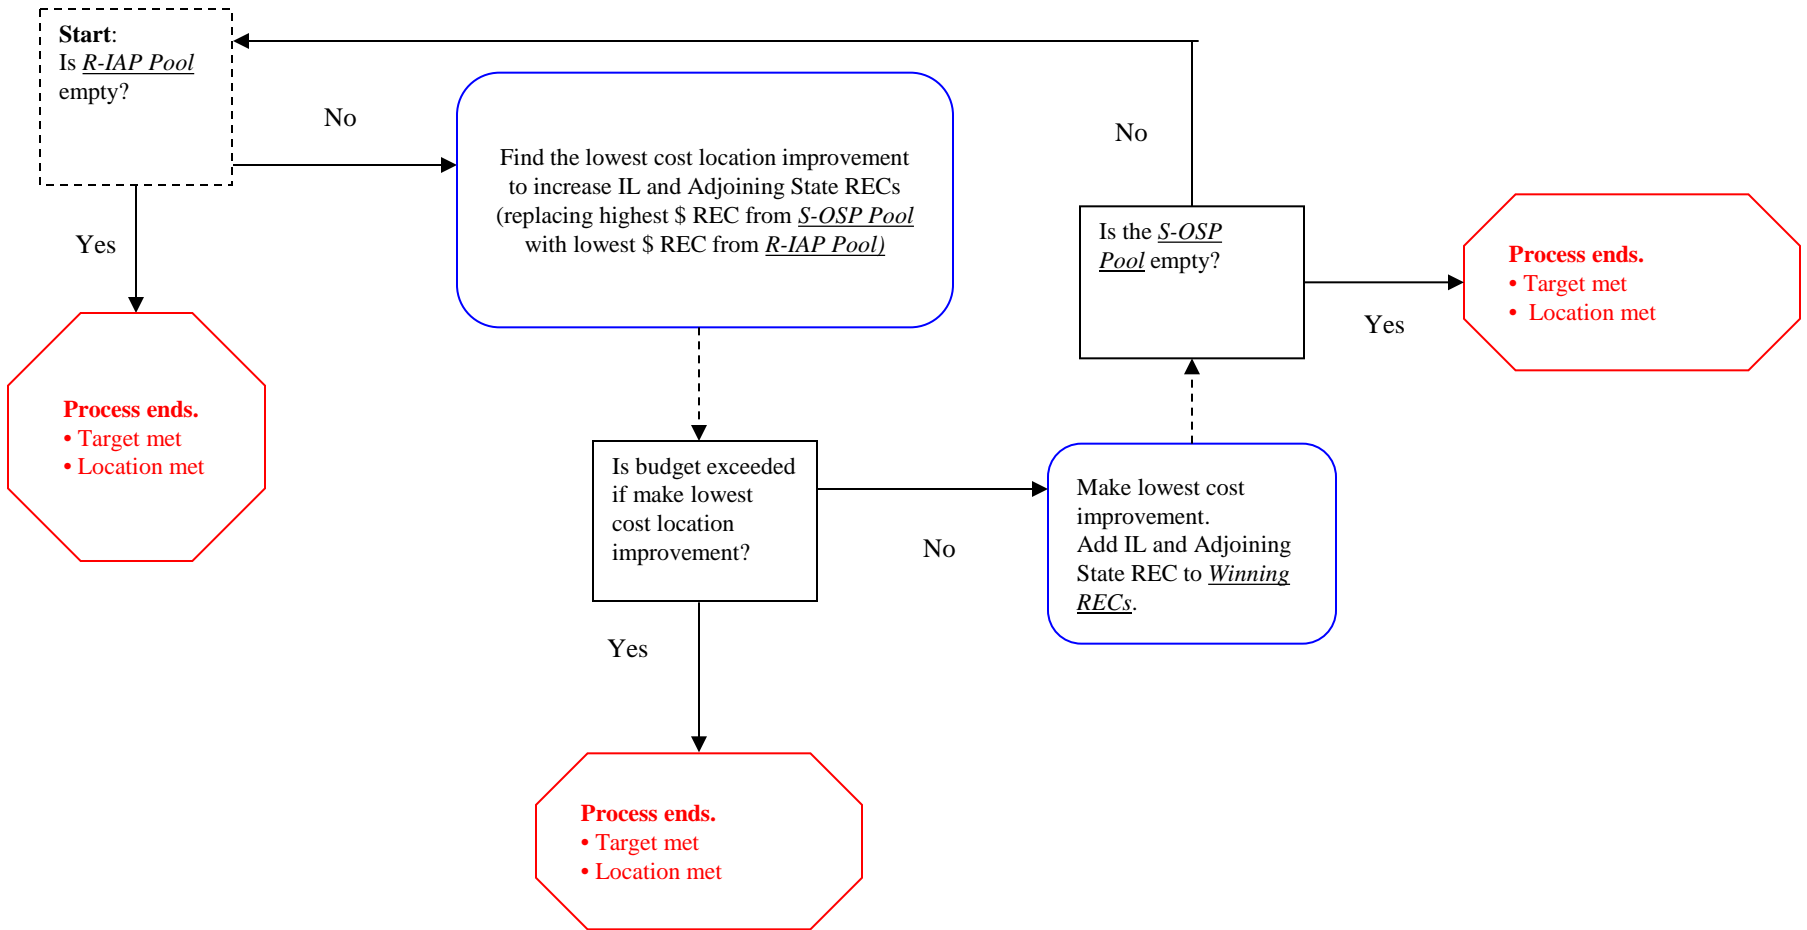 Start:
Is R-IAP Pool
empty?
No
Yes
Process ends.
• Target met
• Location met
Find the lowest cost location improvement
to increase IL and Adjoining State RECs
(replacing highest $ REC from S-OSP Pool
with lowest $ REC from R-IAP Pool)
Is budget exceeded
if make lowest
cost location
improvement?
No
Yes
Process ends.
• Target met
• Location met
Make lowest cost
improvement.
Add IL and Adjoining
State REC to Winning
RECs.
Is the S-OSP
Pool empty?
No
Yes
Process ends.
• Target met
• Location met